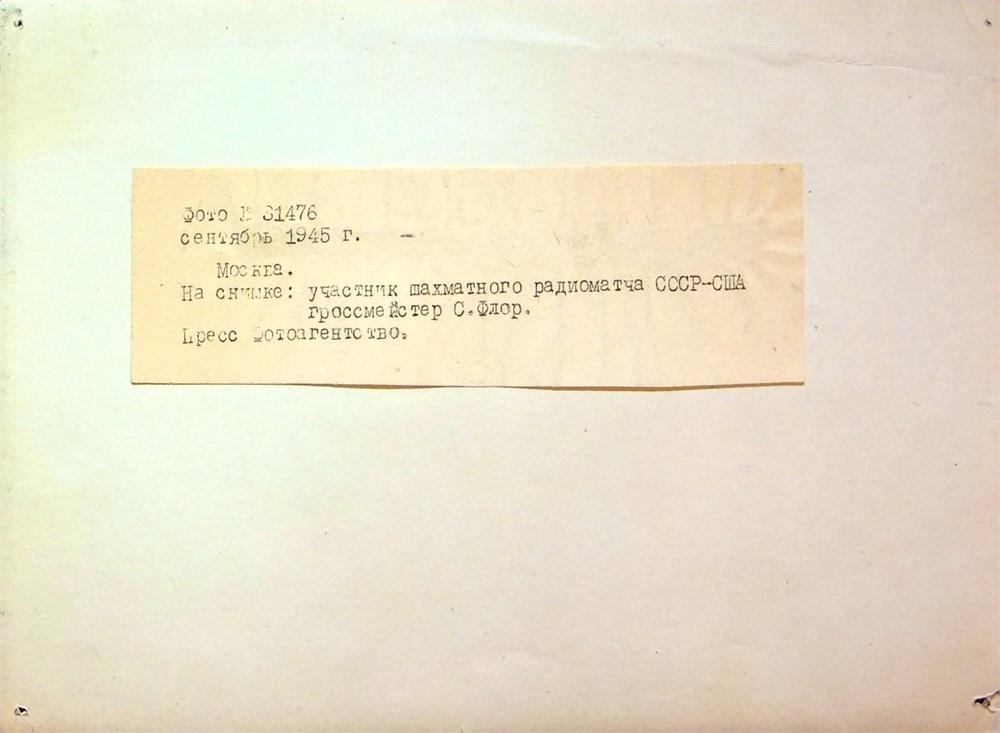 Фото № 31476
сентябрь 1945 г. —
Москва.
На снимке: участник шахматного радиоматча СССР-США
гроссмейстер С.Флор.
Пресс фотоагентство.